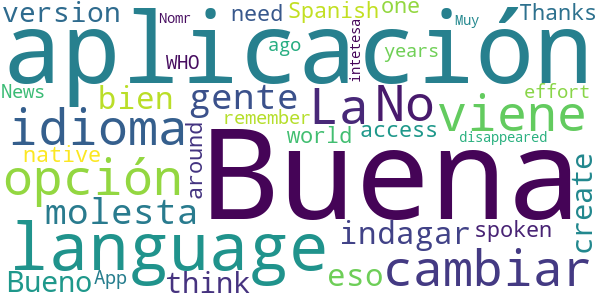 version
Nomr
need
Spanish
one
Muy
Thanks
aplicación
WHO
ago
years
intetesa
News
bien
gente
La
No
viene
effort
idioma
remember
world
access
native
around
disappeared
opción
Buena
create
molesta
indagar
spoken
language
eso
cambiar
Bueno
App
think